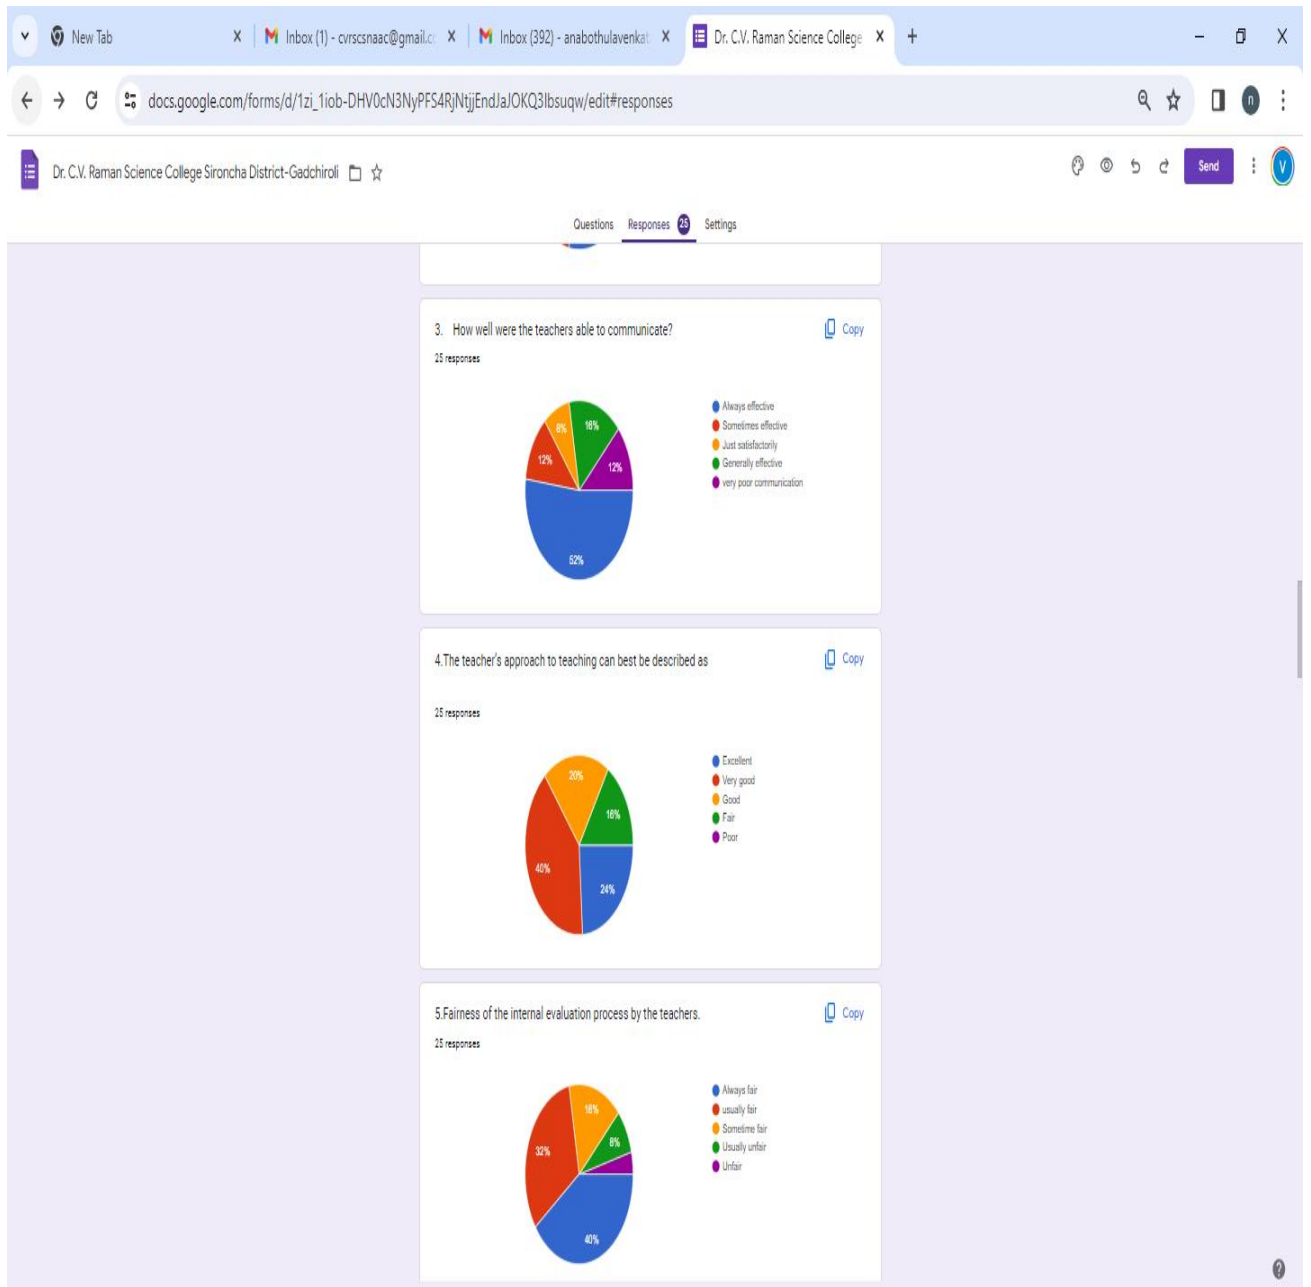 New Tab
Inbox (1) - cvrscsnaac@gmail.c
Inbox (392) - anabothulavenkat
Dr. C.V. Raman Science College
docs.google.com/forms/d/1zi_1iob-DHV0cN3NyPFS4RjNtjjEndJaJOKQ3Ibsuqw/edit#responses
n
Dr. C.V. Raman Science College Sironcha District-Gadchiroli
Send
V
Questions Responses 25 Settings
3. How well were the teachers able to communicate?
Copy
25 responses
Always effective
Sometimes effective
Just satisfactorily
Generally effective
very poor communication
8%
16%
12%
12%
52%
4.The teacher's approach to teaching can best be described as
Copy
25 responses
Excellent
Very good
Good
Fair
Poor
20%
16%
40%
24%
5.Fairness of the internal evaluation process by the teachers.
Copy
25 responses
Always fair
usually fair
Sometime fair
Usually unfair
Unfair
16%
8%
32%
40%